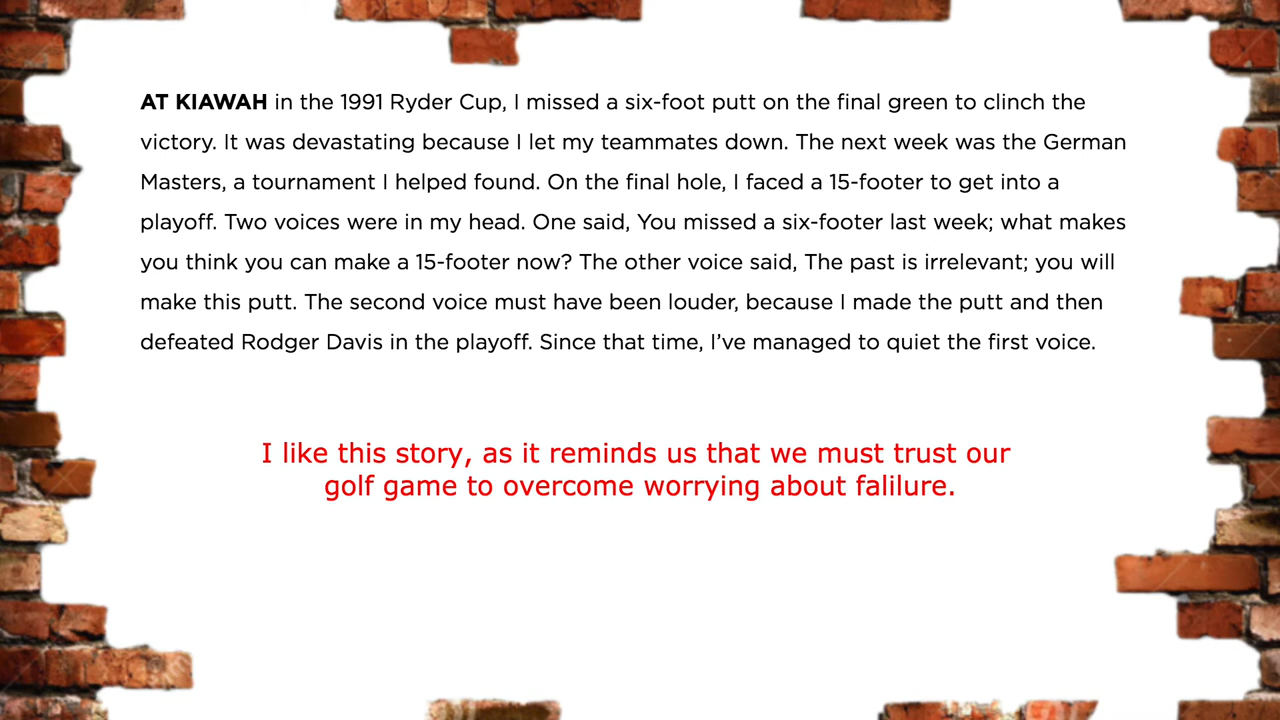 AT KIAWAH in the 1991 Ryder Cup, I missed a six-foot putt on the final green to clinch the
victory. It was devastating because I let my teammates down. The next week was the German
Masters, a tournament I helped found. On the final hole, I faced a 15-footer to get into a
playoff. Two voices were in my head. One said, You missed a six-footer last week; what makes
you think you can make a 15-footer now? The other voice said, The past is irrelevant; you will
make this putt. The second voice must have been louder, because I made the putt and then
defeated Rodger Davis in the playoff. Since that time, I’ve managed to quiet the first voice.
I like this story, as it reminds us that we must trust our
golf game to overcome worrying about falilure.